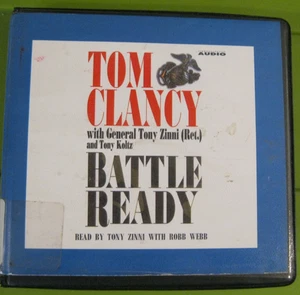 AUDIO
TOM
CLANCY
with General Tony Zinni (Ret.)
and Tony Koltz
BATTLE
READY
READ BY TONY ZINNI WITH ROBB WEBB